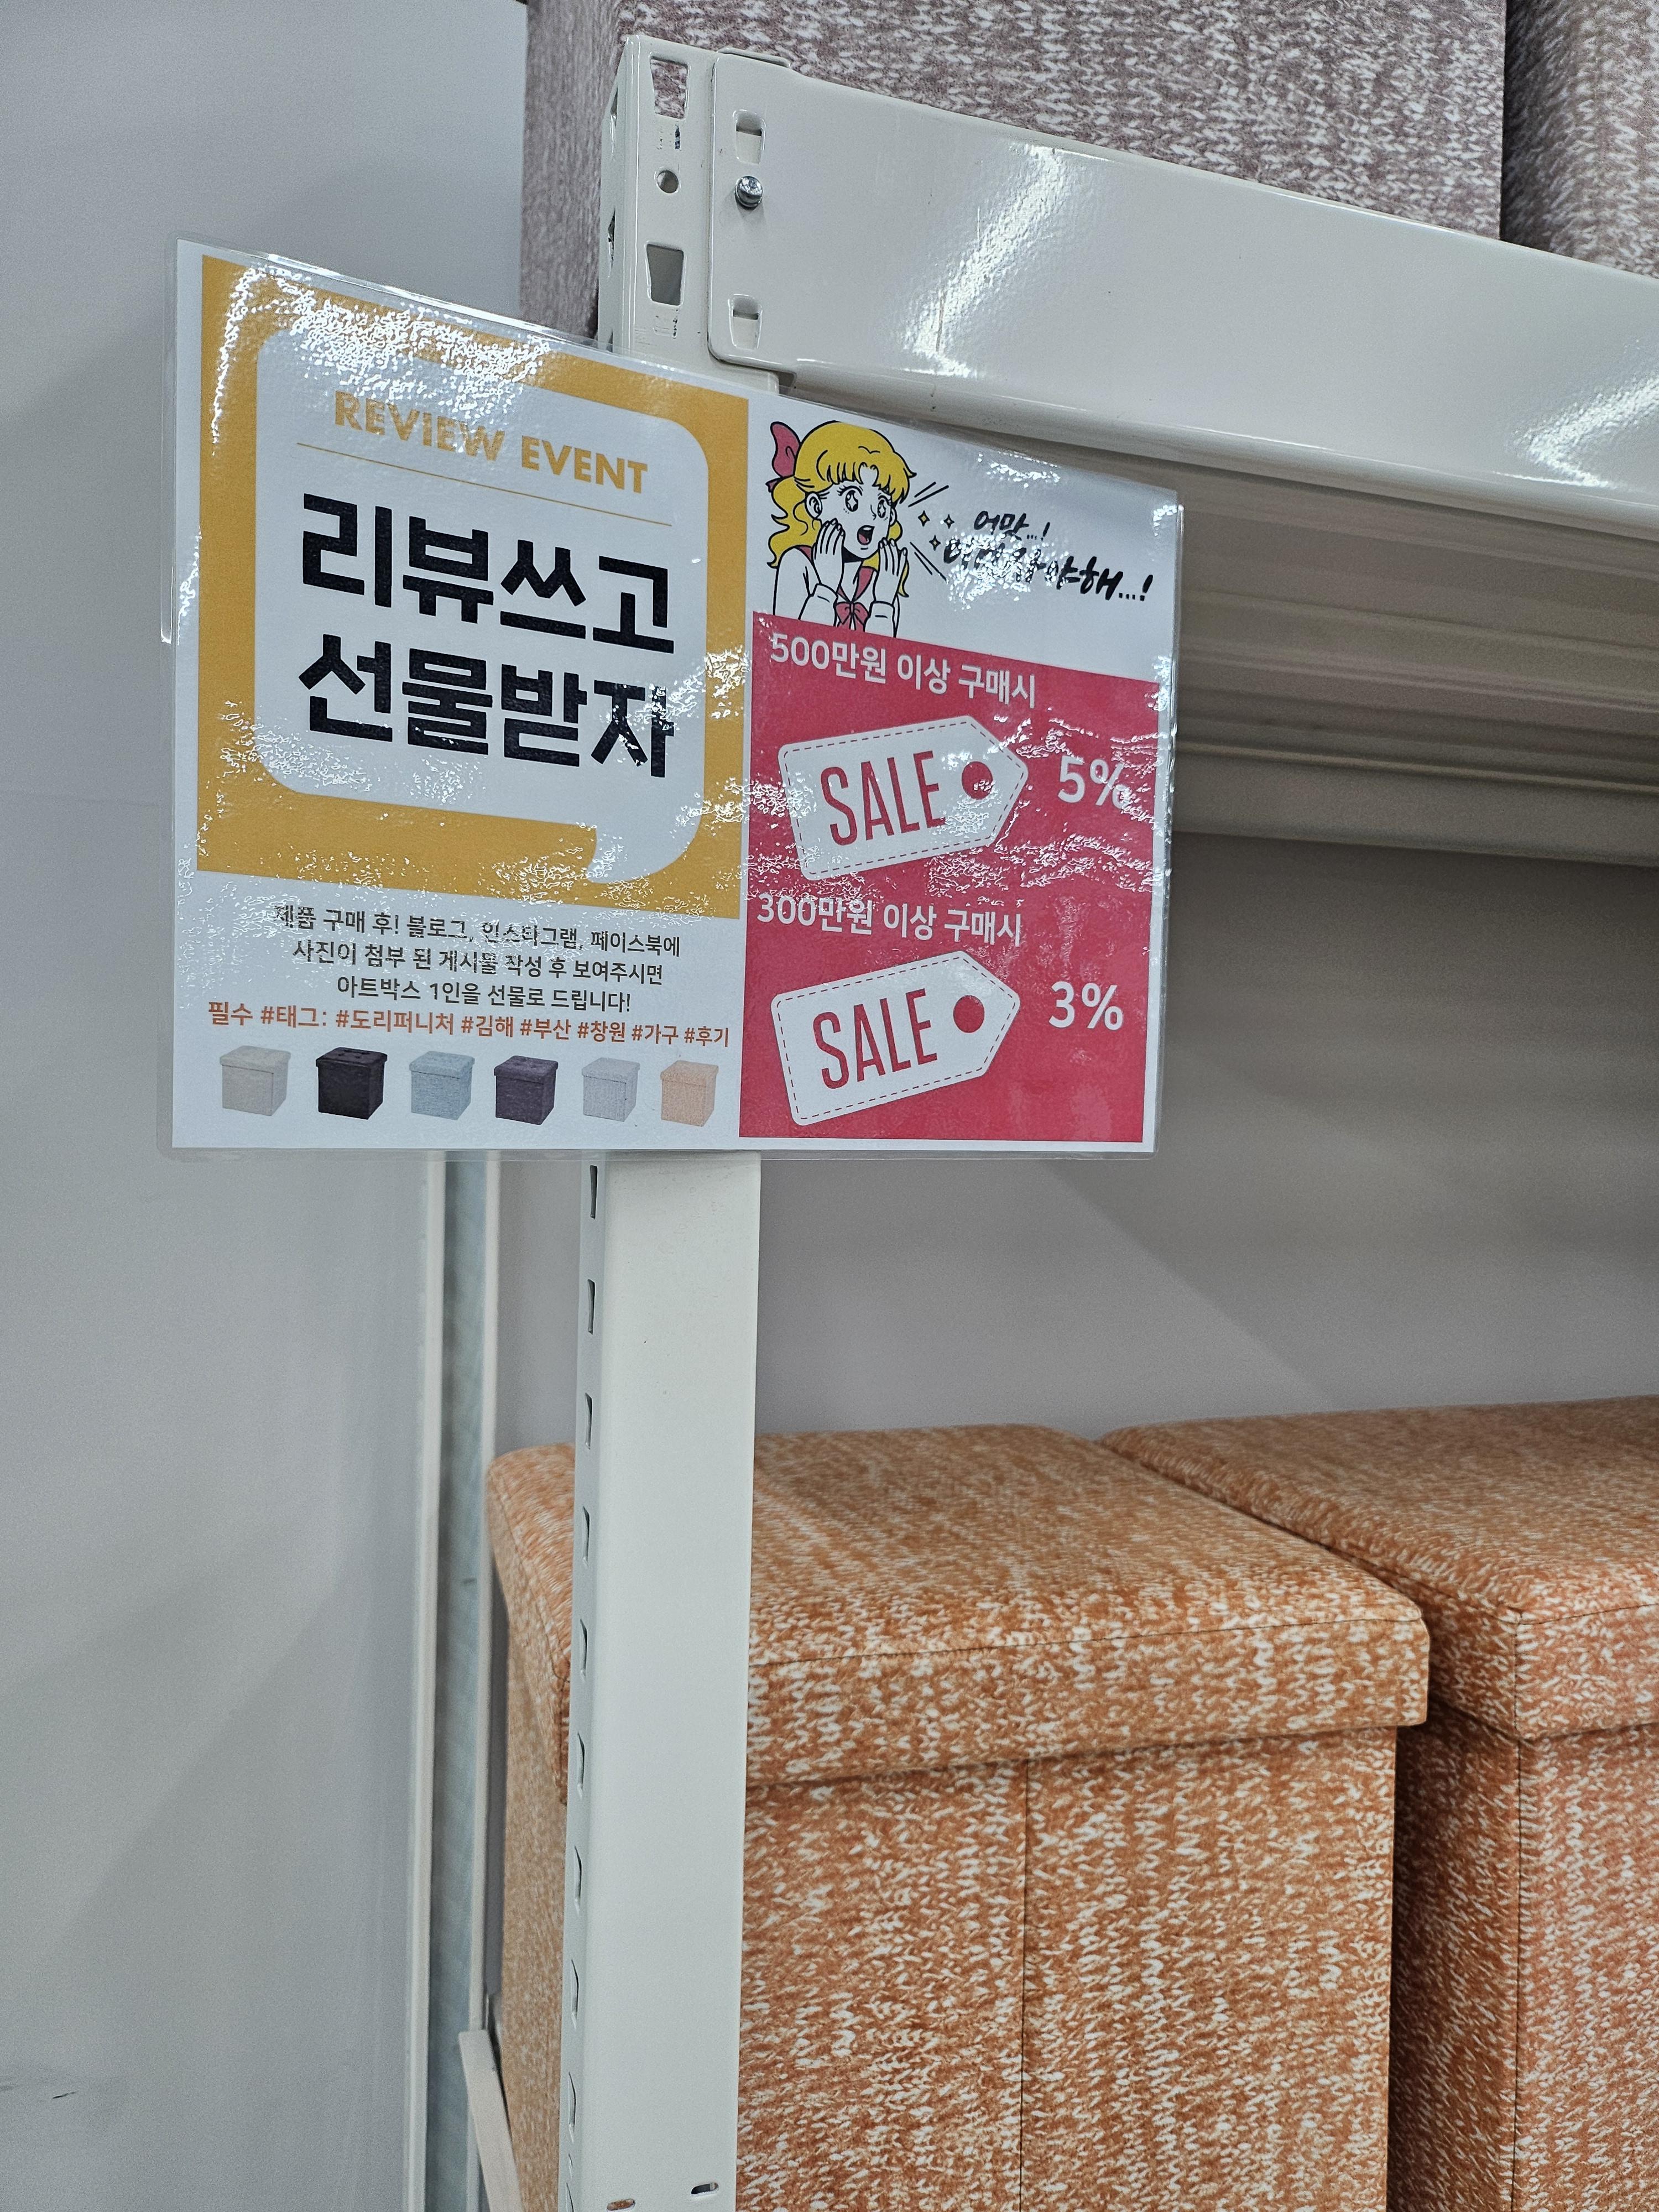 REVIEW EVENT
리뷰쓰고
선물받자
제품 구매 후! 블로그, 인스타그램, 페이스북에
사진이 첨부 된 게시물 작성 후 보여주시면
아트박스 1인을 선물로 드립니다!
필수 #태그: #도리퍼니처 #김해 #부산 #창원 #가구 #후기
어맛..!
500만원 이상 구매시
SALE 5%
300만원 이상 구매시
SALE 3%